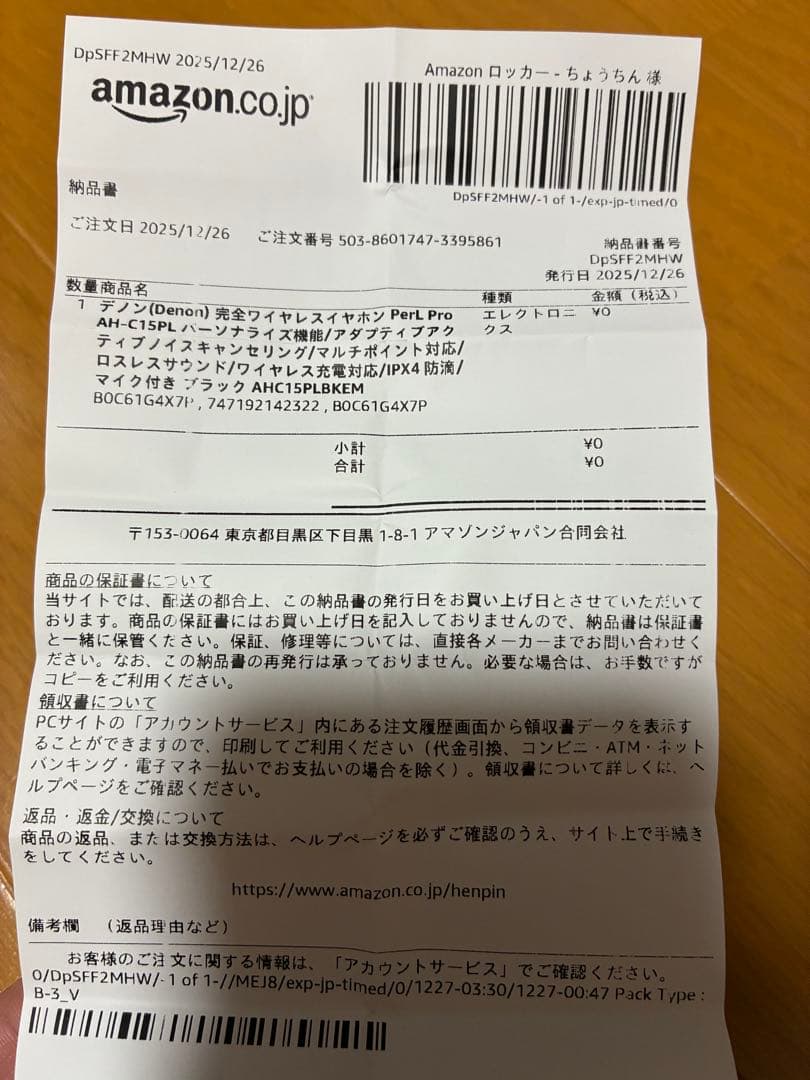 DpSFF2MHW 2025/12/26
amazon.co.jp
Amazon ロッカー - ちょうちん 様
DpSFF2MHW/-1 of 1-/exp-jp-timed/0
納品書
ご注文日 2025/12/26 ご注文番号 503-8601747-3395861
納品書番号
DpSFF2MHW
発行日 2025/12/26
数量 商品名 種類 金額（税込）
1 デノン(Denon) 完全ワイヤレスイヤホン PerL Pro エレクトロニ ¥0
AH-C15PL パーソナライズ機能/アダプティブアク クス
ティブノイズキャンセリング/マルチポイント対応/
ロスレスサウンド/ワイヤレス充電対応/IPX4 防滴/
マイク付き ブラック AHC15PLBKEM
B0C61G4X7P , 747192142322 , B0C61G4X7P
小計 ¥0
合計 ¥0
〒153-0064 東京都目黒区下目黒 1-8-1 アマゾンジャパン合同会社
商品の保証書について
当サイトでは、配送の都合上、この納品書の発行日をお買い上げ日とさせていただいて
おります。商品の保証書にはお買い上げ日を記入しておりませんので、納品書は保証書
と一緒に保管ください。保証、修理等については、直接各メーカーまでお問い合わせく
ださい。なお、この納品書の再発行は承っておりません。必要な場合は、お手数ですが
コピーをご利用ください。
領収書について
PCサイトの「アカウントサービス」内にある注文履歴画面から領収書データを表示す
ることができますので、印刷してご利用ください（代金引換、コンビニ・ATM・ネット
バンキング・電子マネー払いでお支払いの場合を除く）。領収書について詳しくは、ヘ
ルプページをご確認ください。
返品・返金/交換について
商品の返品、または交換方法は、ヘルプページを必ずご確認のうえ、サイト上で手続き
をしてください。
https://www.amazon.co.jp/henpin
備考欄 （返品理由など）
お客様のご注文に関する情報は、「アカウントサービス」でご確認ください。
0/DpSFF2MHW/-1 of 1-//MEJ8/exp-jp-timed/0/1227-03:30/1227-00:47 Pack Type :
B-3_V